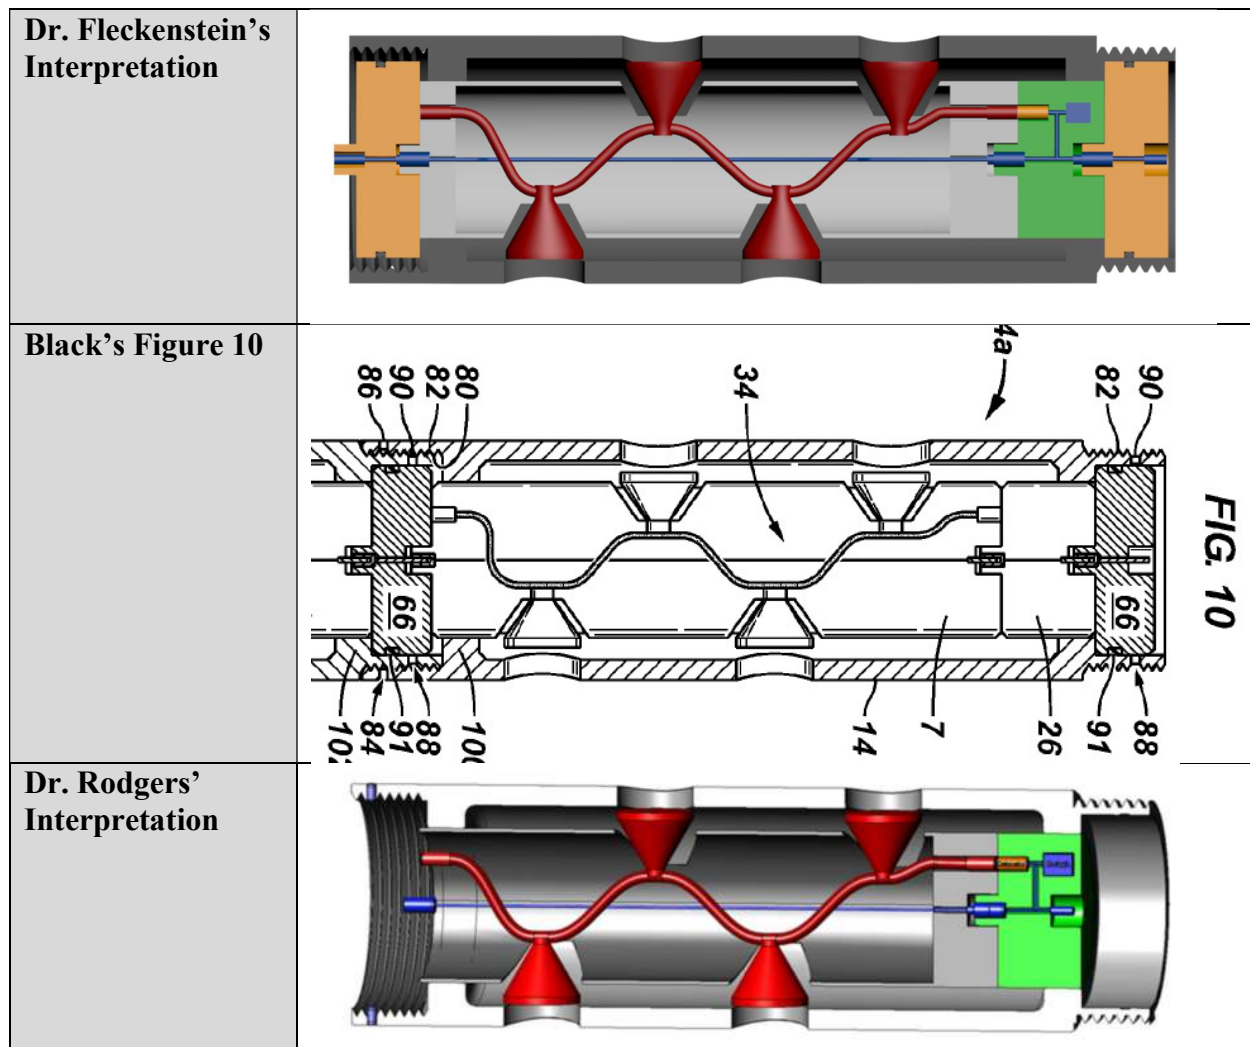 Dr. Fleckenstein's
Interpretation
Black's Figure 10
86 90 82 80 34 4a 82 90
FIG. 10
66 66
84 91 88 100 14 7 26 91 88
Dr. Rodgers'
Interpretation